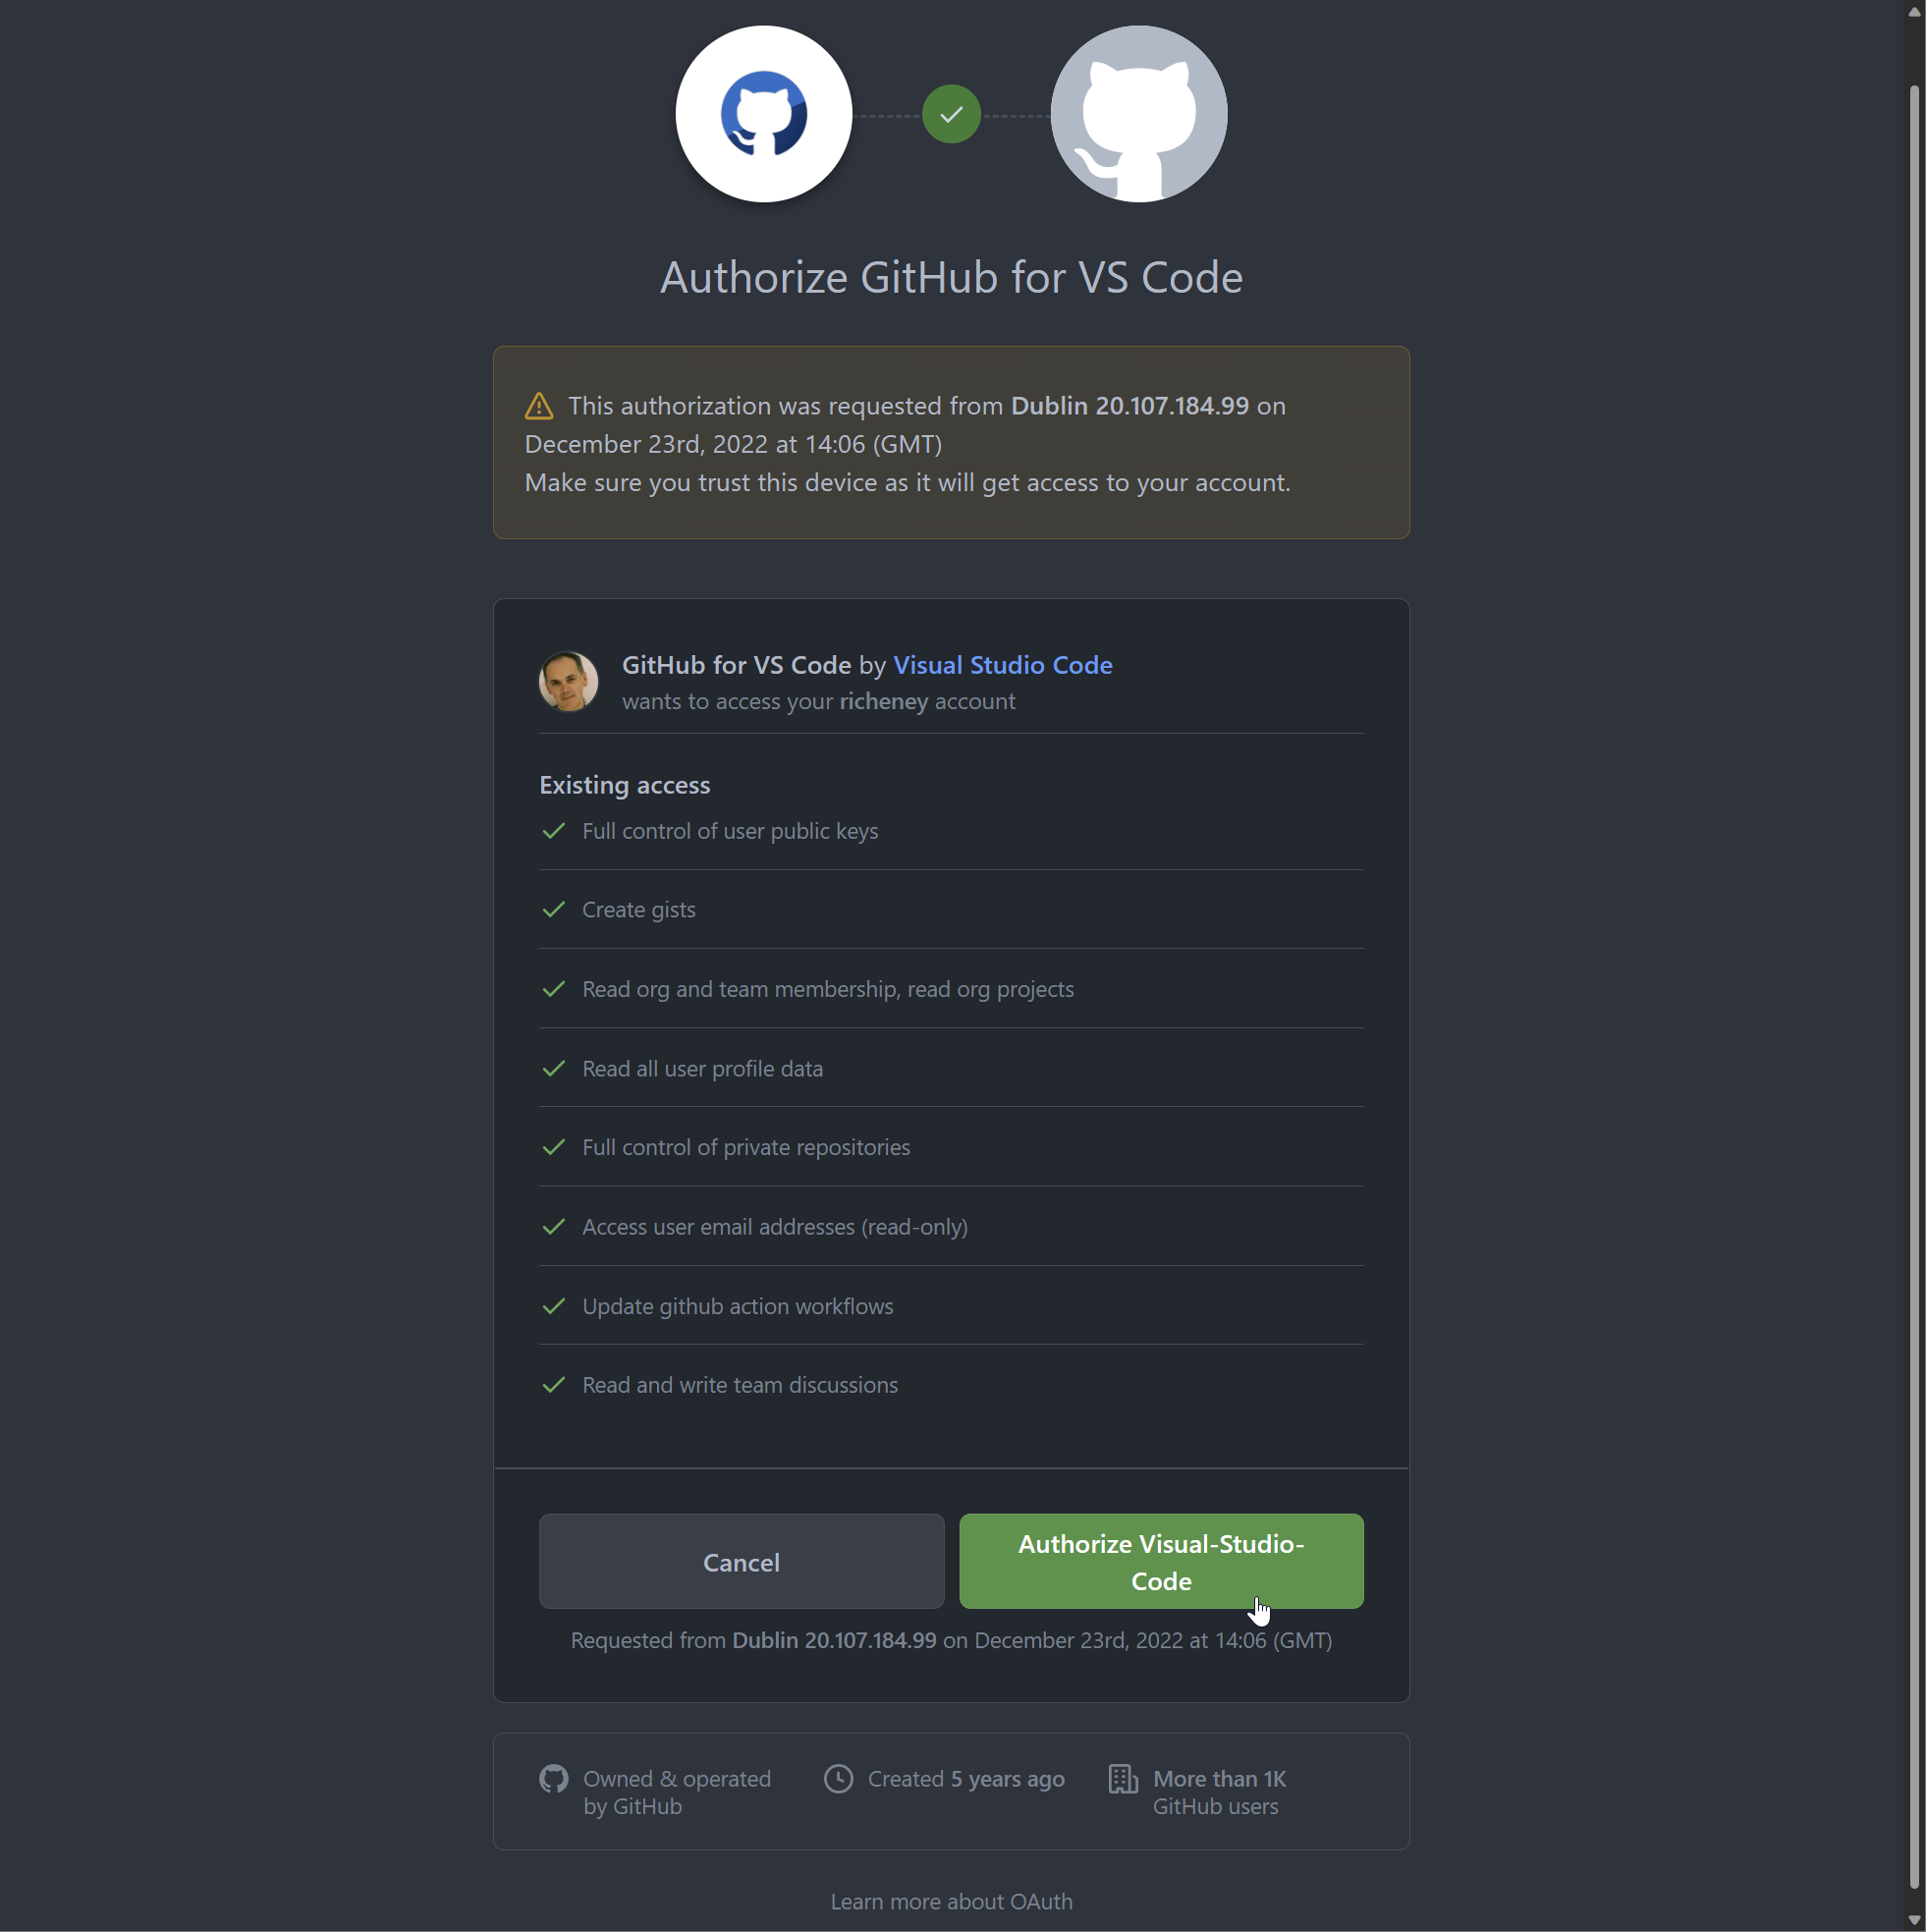 Authorize GitHub for VS Code
This authorization was requested from Dublin 20.107.184.99 on
December 23rd, 2022 at 14:06 (GMT)
Make sure you trust this device as it will get access to your account.
GitHub for VS Code by Visual Studio Code
wants to access your richeney account
Existing access
Full control of user public keys
Create gists
Read org and team membership, read org projects
Read all user profile data
Full control of private repositories
Access user email addresses (read-only)
Update github action workflows
Read and write team discussions
Cancel
Authorize Visual-Studio-
Code
Requested from Dublin 20.107.184.99 on December 23rd, 2022 at 14:06 (GMT)
Owned & operated
by GitHub
Created 5 years ago
More than 1K
GitHub users
Learn more about OAuth